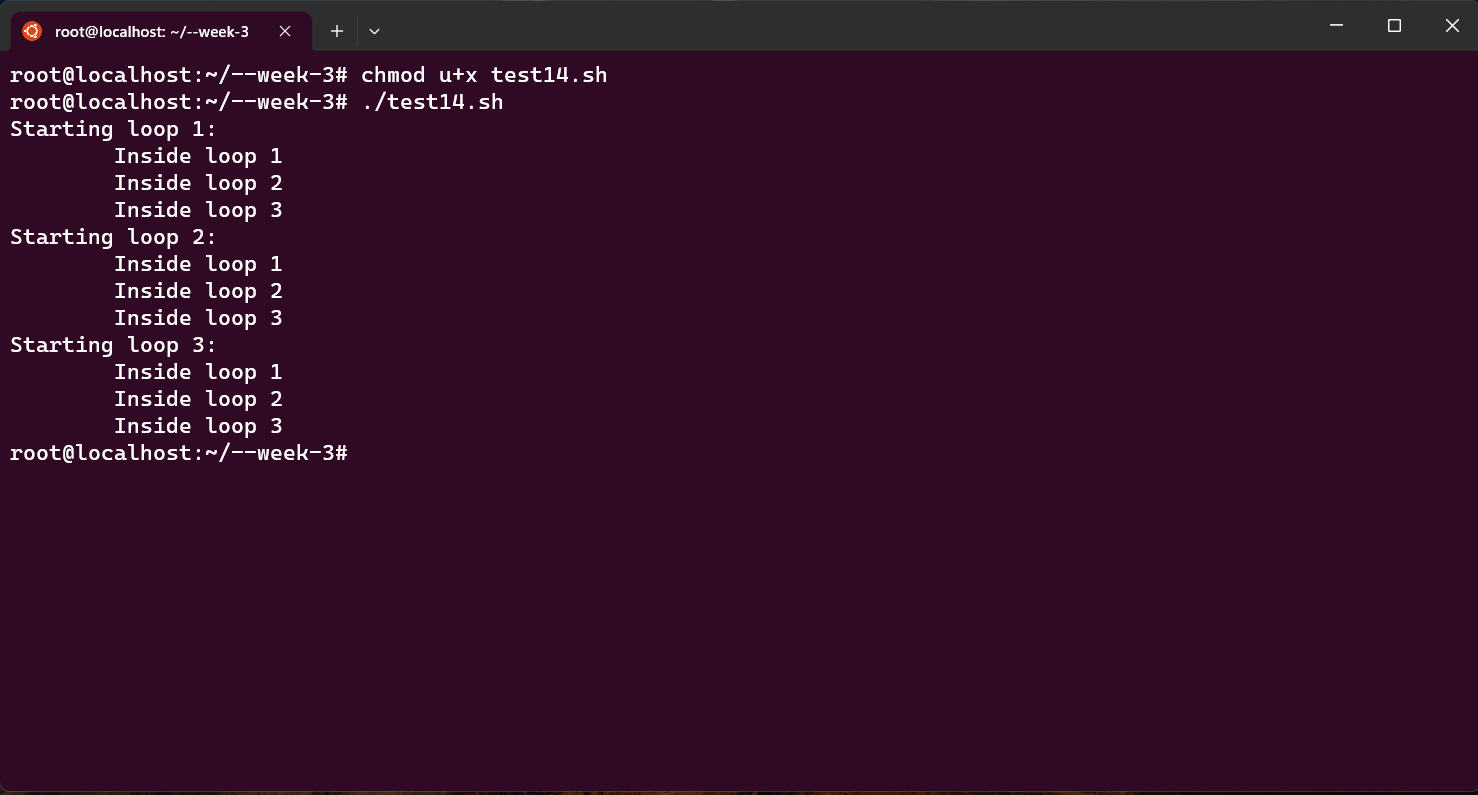 root@localhost: ~/--week-3
root@localhost:~/--week-3# chmod u+x test14.sh
root@localhost:~/--week-3# ./test14.sh
Starting loop 1:
        Inside loop 1
        Inside loop 2
        Inside loop 3
Starting loop 2:
        Inside loop 1
        Inside loop 2
        Inside loop 3
Starting loop 3:
        Inside loop 1
        Inside loop 2
        Inside loop 3
root@localhost:~/--week-3#